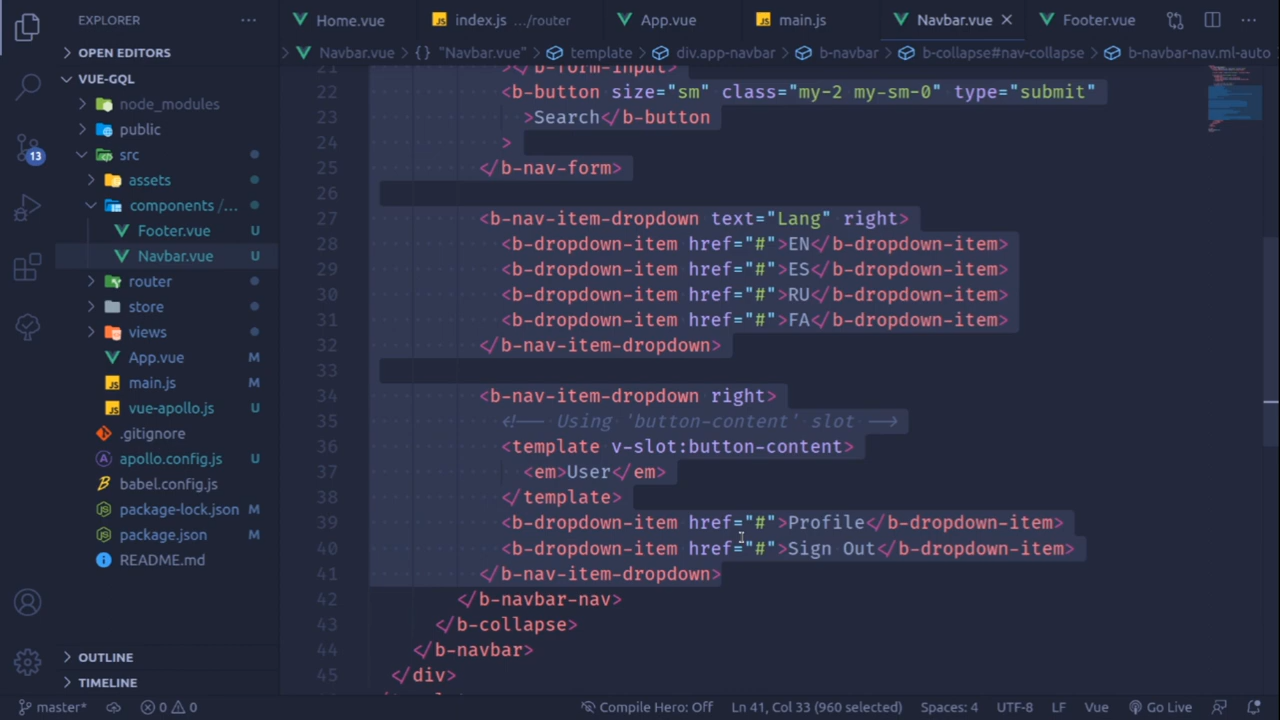 EXPLORER
OPEN EDITORS
VUE-GQL
node_modules
public
src
assets
components /...
Footer.vue U
Navbar.vue U
router
store
views
App.vue M
main.js M
vue-apollo.js U
.gitignore
apollo.config.js U
babel.config.js
package-lock.json M
package.json M
README.md
OUTLINE
TIMELINE
13
Home.vue index.js .../router App.vue main.js Navbar.vue Footer.vue
Navbar.vue > {} "Navbar.vue" > template > div.app-navbar > b-navbar > b-collapse#nav-collapse > b-navbar-nav.ml-auto
21 ></b-form-input>
22 <b-button size="sm" class="my-2 my-sm-0" type="submit"
23 >Search</b-button
24 >
25 </b-nav-form>
26
27 <b-nav-item-dropdown text="Lang" right>
28 <b-dropdown-item href="#">EN</b-dropdown-item>
29 <b-dropdown-item href="#">ES</b-dropdown-item>
30 <b-dropdown-item href="#">RU</b-dropdown-item>
31 <b-dropdown-item href="#">FA</b-dropdown-item>
32 </b-nav-item-dropdown>
33
34 <b-nav-item-dropdown right>
35 <!-- Using 'button-content' slot -->
36 <template v-slot:button-content>
37 <em>User</em>
38 </template>
39 <b-dropdown-item href="#">Profile</b-dropdown-item>
40 <b-dropdown-item href="#">Sign Out</b-dropdown-item>
41 </b-nav-item-dropdown>
42 </b-navbar-nav>
43 </b-collapse>
44 </b-navbar>
45 </div>
master* 0 0 Compile Hero: Off Ln 41, Col 33 (960 selected) Spaces: 4 UTF-8 LF Vue Go Live